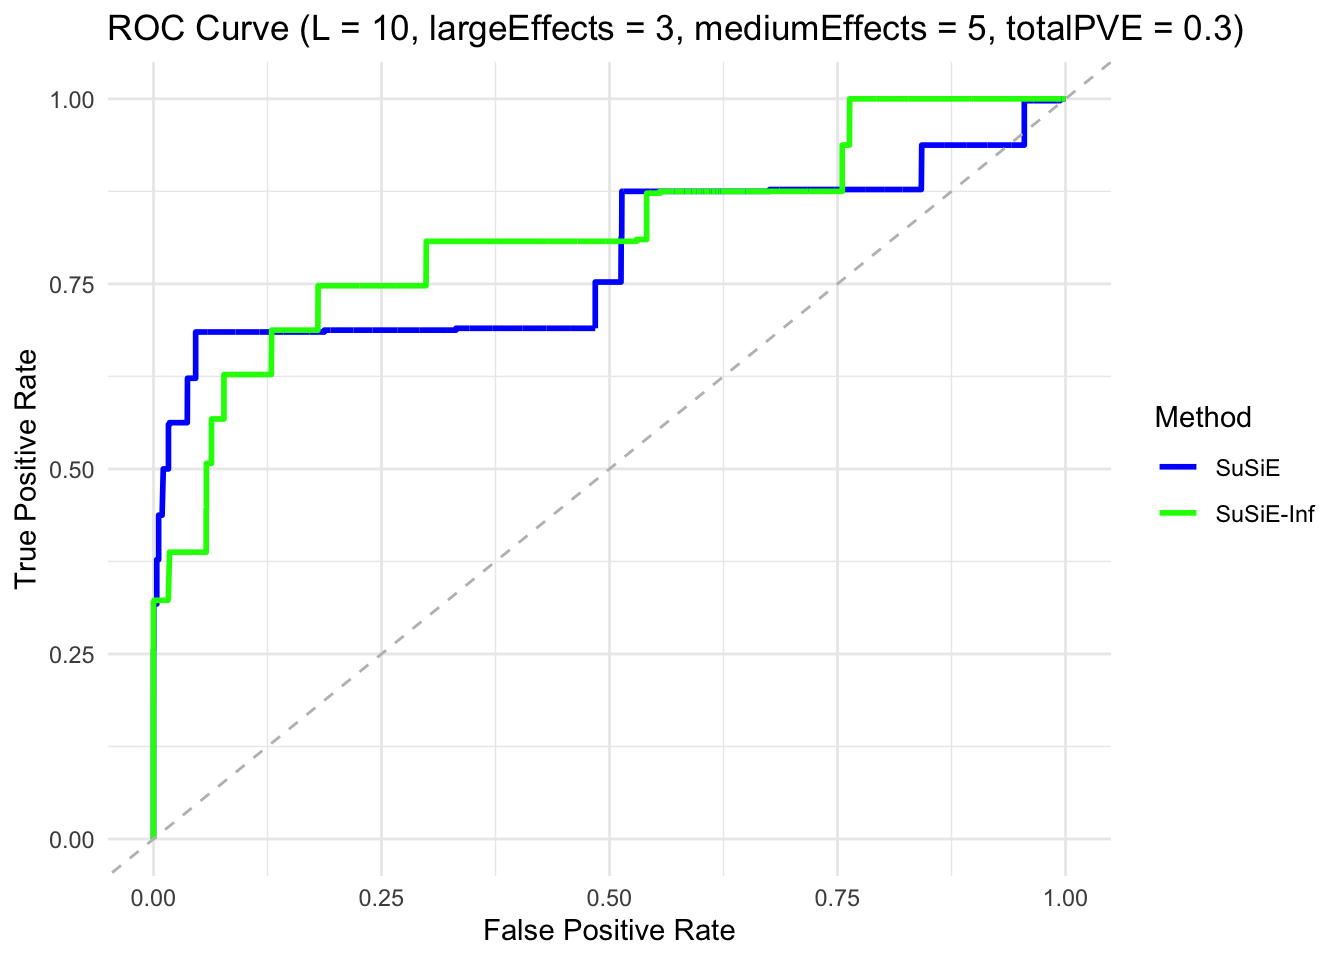 ROC Curve (L = 10, largeEffects = 3, mediumEffects = 5, totalPVE = 0.3)
True Positive Rate
1.00
0.75
0.50
0.25
0.00
0.00 0.25 0.50 0.75 1.00
False Positive Rate
Method
SuSiE
SuSiE-Inf